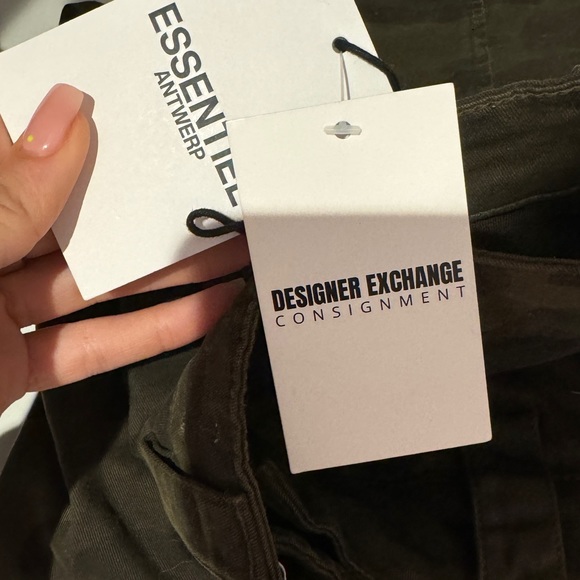 ESSENTIEL
ANTWERP
DESIGNER EXCHANGE
CONSIGNMENT